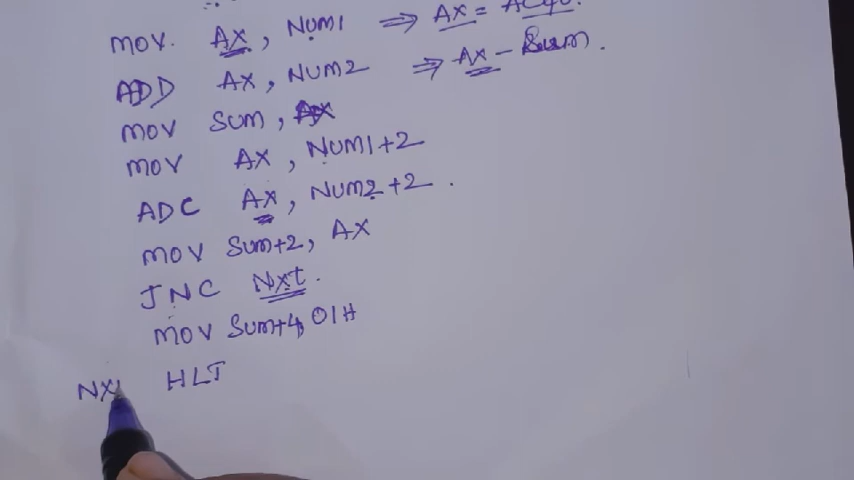 MOV. AX, NUM1 ⇒ AX =
ADD AX, NUM2 ⇒ AX - Sum.
MOV SUM, AX
MOV AX, NUM1+2
ADC AX, NUM2+2.
MOV Sum+2, AX
JNC Nxt.
MOV Sum+4, 01H
NX HLT